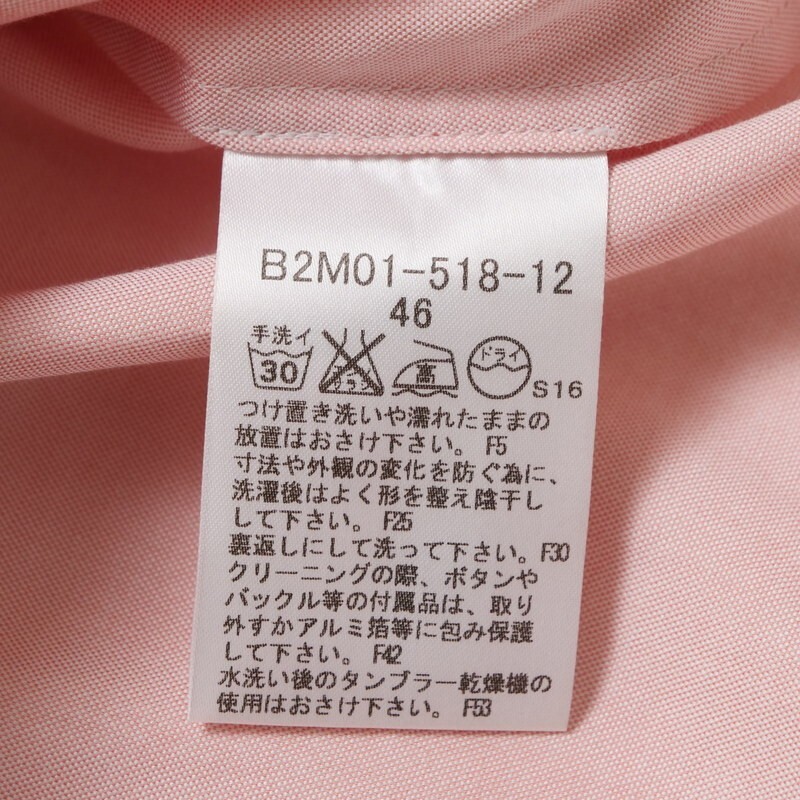 B2M01-518-12
46
手洗イ
30
エンソサラシ
高
ドライ
S16
つけ置き洗いや濡れたままの
放置はおさけ下さい。 F5
寸法や外観の変化を防ぐ為に、
洗濯後はよく形を整え陰干し
して下さい。 F25
裏返しにして洗って下さい。F30
クリーニングの際、ボタンや
バックル等の付属品は、取り
外すかアルミ箔等に包み保護
して下さい。 F42
水洗い後のタンブラー乾燥機の
使用はおさけ下さい。 F53